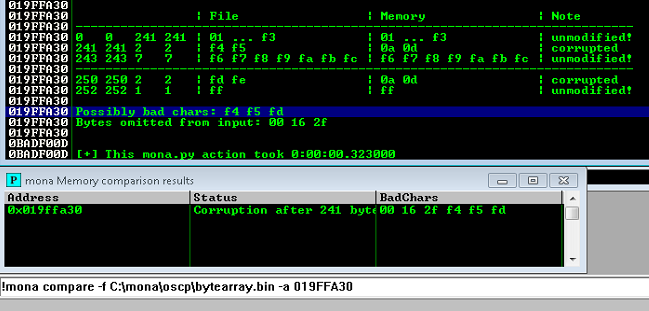 019FFA30
019FFA30 ¦ File ¦ Memory ¦ Note
019FFA30
019FFA30 0 0 241 241 ¦ 01 ... f3 ¦ 01 ... f3 ¦ unmodified!
019FFA30 241 241 2 2 ¦ f4 f5 ¦ 0a 0d ¦ corrupted
019FFA30 243 243 7 7 ¦ f6 f7 f8 f9 fa fb fc ¦ f6 f7 f8 f9 fa fb fc ¦ unmodified!
019FFA30
019FFA30 250 250 2 2 ¦ fd fe ¦ 0a 0d ¦ corrupted
019FFA30 252 252 1 1 ¦ ff ¦ ff ¦ unmodified!
019FFA30
019FFA30 Possibly bad chars: f4 f5 fd
019FFA30 Bytes omitted from input: 00 16 2f
019FFA30
0BADF00D
0BADF00D [+] This mona.py action took 0:00:00.323000
P mona Memory comparison results
Address Status BadChars
0x019ffa30 Corruption after 241 byte 00 16 2f f4 f5 fd
!mona compare -f C:\mona\oscp\bytearray.bin -a 019FFA30